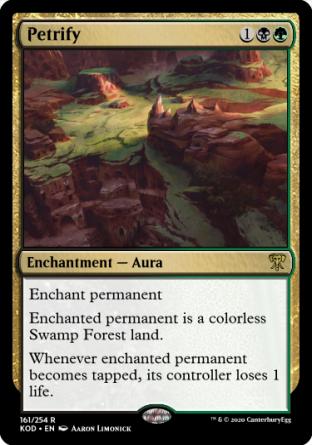 Petrify 1
Enchantment — Aura
Enchant permanent
Enchanted permanent is a colorless
Swamp Forest land.
Whenever enchanted permanent
becomes tapped, its controller loses 1
life.
161/254 R
KOD • EN AARON LIMONICK
™ & © 2020 CanterburyEgg